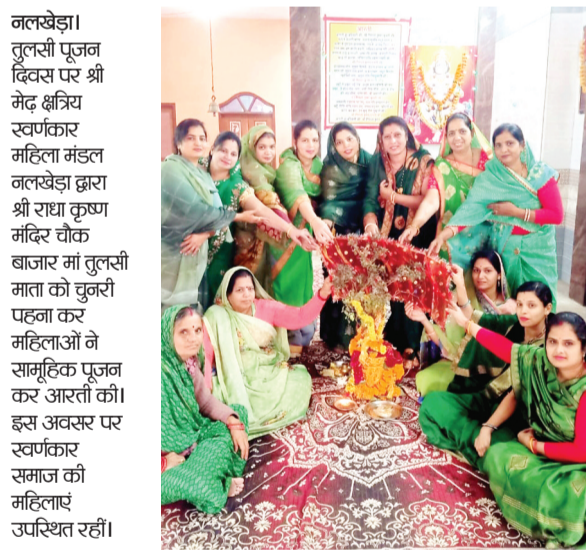 नलखेड़ा।
तुलसी पूजन
दिवस पर श्री
मेढ़ क्षत्रिय
स्वर्णकार
महिला मंडल
नलखेड़ा द्वारा
श्री राधा कृष्ण
मंदिर चौक
बाजार मां तुलसी
माता को चुनरी
पहना कर
महिलाओं ने
सामूहिक पूजन
कर आरती की।
इस अवसर पर
स्वर्णकार
समाज की
महिलाएं
उपस्थित रहीं।